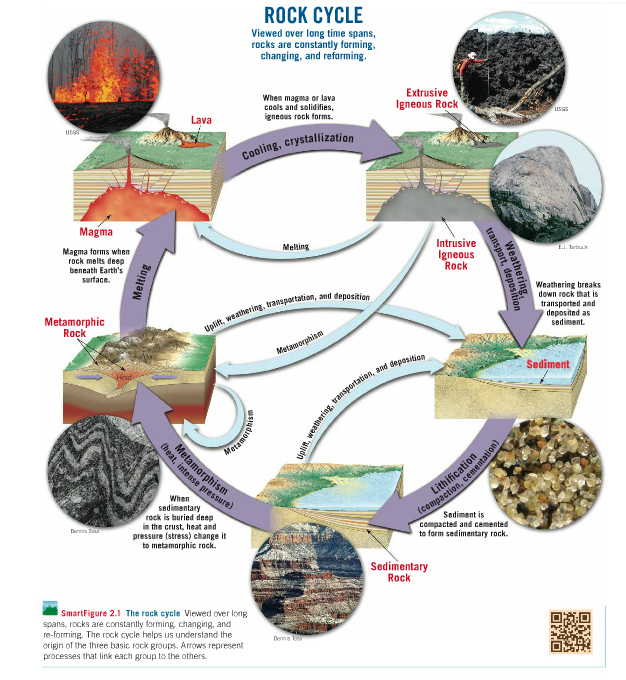 ROCK CYCLE
Viewed over long time spans,
rocks are constantly forming,
changing, and reforming.
USGS
Lava
When magma or lava
cools and solidifies,
igneous rock forms.
Cooling, crystallization
Extrusive
Igneous Rock
USGS
E.J. Tarbuck
Magma
Magma forms when
rock melts deep
beneath Earth's
surface.
Melting
Melting
Intrusive
Igneous
Rock
Weathering,
transport, deposition
Weathering breaks
down rock that is
transported and
deposited as
sediment.
Metamorphic
Rock
Heat
Uplift, weathering, transportation, and deposition
Metamorphism
Sediment
Metamorphism
Uplift, weathering, transportation, and deposition
Dennis Tasa
Metamorphism
(heat, intense pressure)
When
sedimentary
rock is buried deep
in the crust, heat and
pressure (stress) change it
to metamorphic rock.
Lithification
(compaction, cementation)
Sediment is
compacted and cemented
to form sedimentary rock.
Sedimentary
Rock
Dennis Tasa
SmartFigure 2.1 The rock cycle Viewed over long
spans, rocks are constantly forming, changing, and
re-forming. The rock cycle helps us understand the
origin of the three basic rock groups. Arrows represent
processes that link each group to the others.